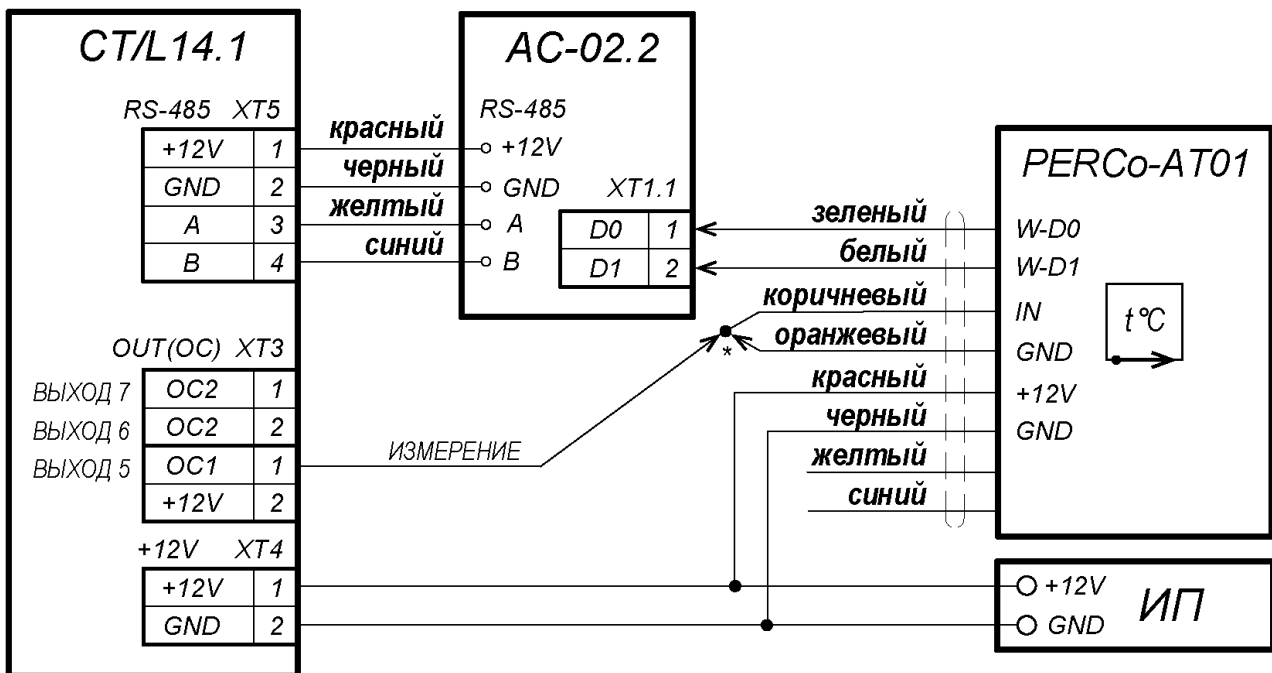 CT/L14.1
RS-485 XT5
+12V 1
GND 2
A 3
B 4
красный
черный
желтый
синий
AC-02.2
RS-485
+12V
GND
A
B
XT1.1
D0 1
D1 2
зеленый
белый
коричневый
оранжевый
красный
черный
желтый
синий
*
PERCo-AT01
W-D0
W-D1
IN
GND
+12V
GND
t°C
OUT(OC) XT3
ВЫХОД 7 OC2 1
ВЫХОД 6 OC2 2
ВЫХОД 5 OC1 1
+12V 2
ИЗМЕРЕНИЕ
+12V XT4
+12V 1
GND 2
+12V
GND
ИП